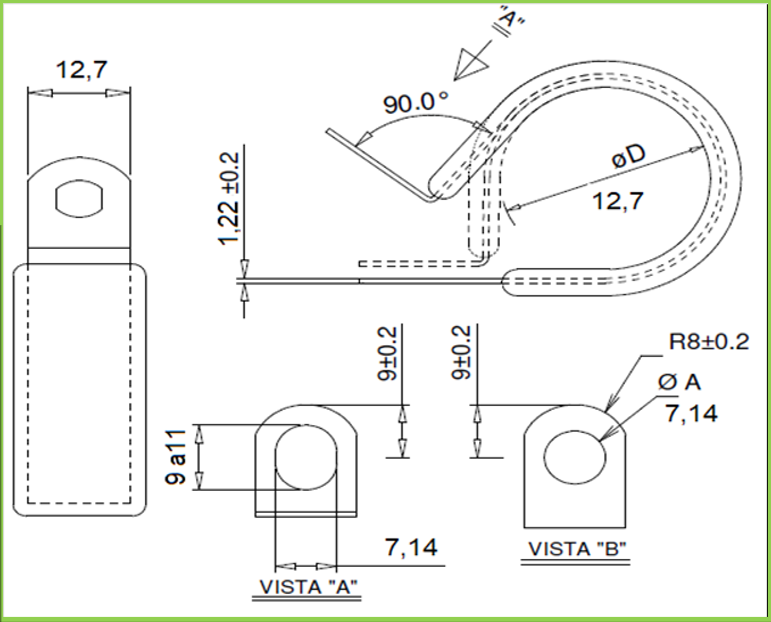 "A"
12,7
90.0°
øD
12,7
1,22 ±0.2
9±0.2
9±0.2
R8±0.2
Ø A
7,14
9 a11
7,14
VISTA "A"
VISTA "B"